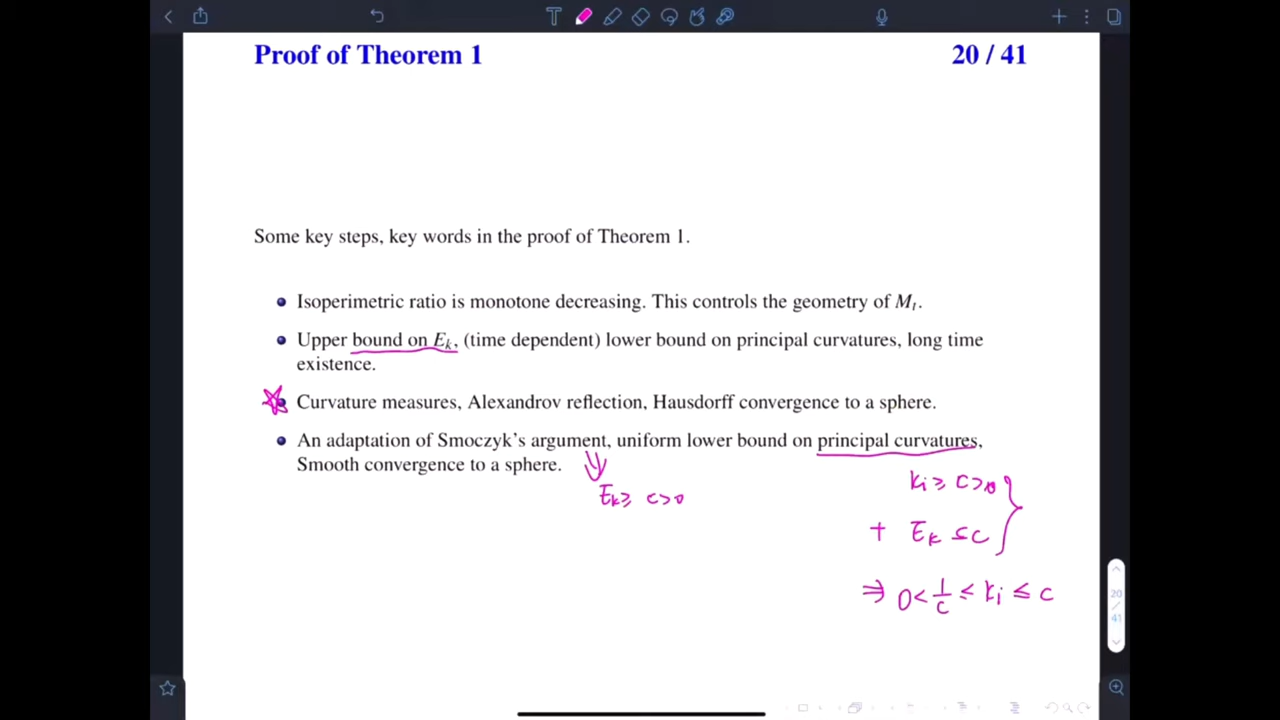 Proof of Theorem 1 20 / 41
Some key steps, key words in the proof of Theorem 1.
Isoperimetric ratio is monotone decreasing. This controls the geometry of M_t.
Upper bound on E_k, (time dependent) lower bound on principal curvatures, long time
existence.
Curvature measures, Alexandrov reflection, Hausdorff convergence to a sphere.
An adaptation of Smoczyk's argument, uniform lower bound on principal curvatures,
Smooth convergence to a sphere.
E_k ≥ c>0
k_i ≥ c>0
+ E_k ≤ c
⇒ 0 < 1/c ≤ k_i ≤ c
20
/
41